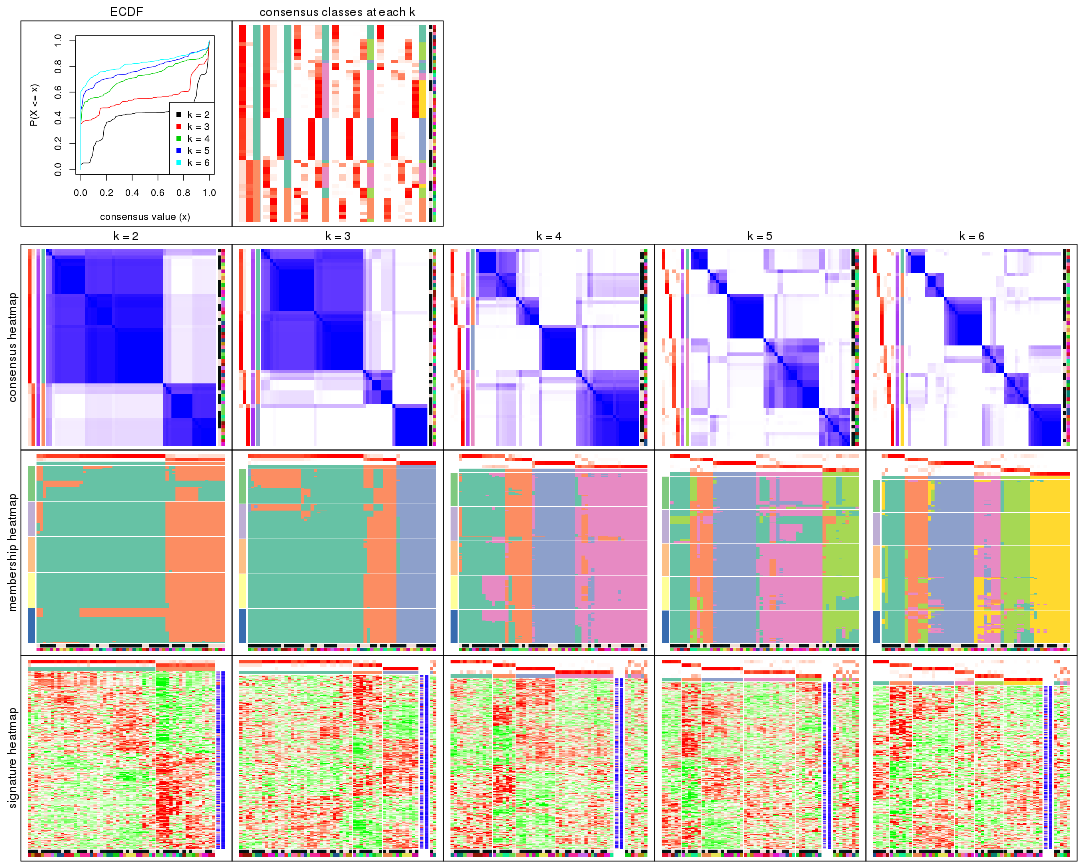 ECDF
consensus classes at each k
P(X <= x)
0.0 0.2 0.4 0.6 0.8 1.0
k = 2
k = 3
k = 4
k = 5
k = 6
0.0 0.2 0.4 0.6 0.8 1.0
consensus value (x)
k = 2
k = 3
k = 4
k = 5
k = 6
consensus heatmap
membership heatmap
signature heatmap